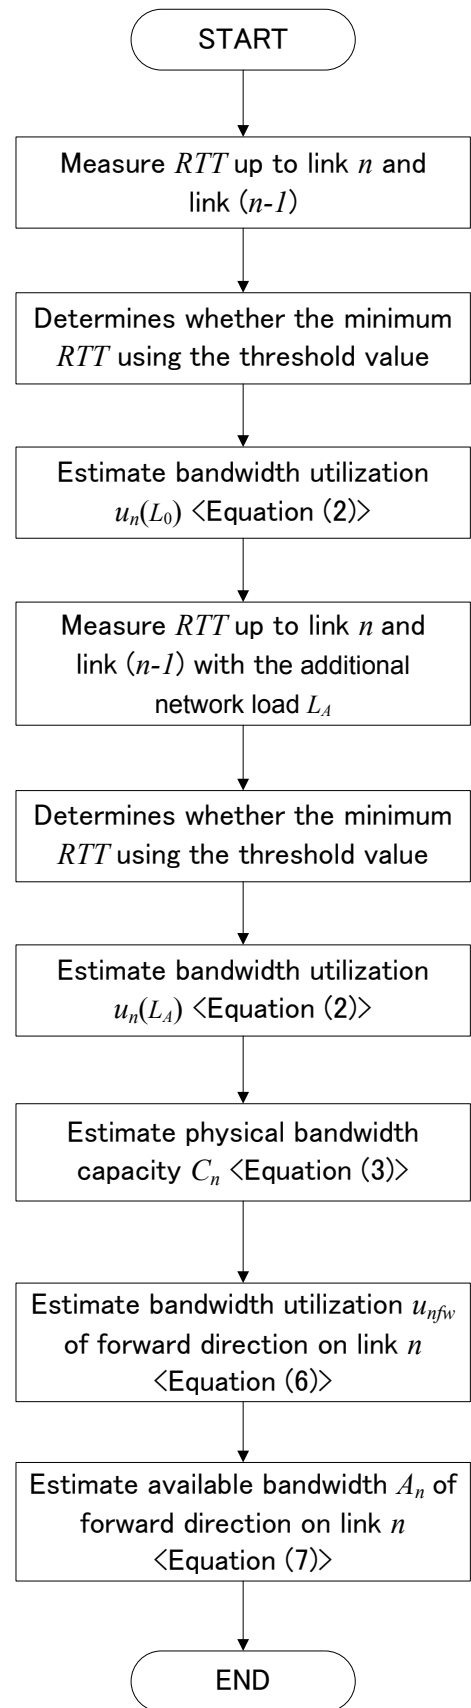 START
Measure RTT up to link n and
link (n-1)
Determines whether the minimum
RTT using the threshold value
Estimate bandwidth utilization
uₙ(L₀) <Equation (2)>
Measure RTT up to link n and
link (n-1) with the additional
network load L_A
Determines whether the minimum
RTT using the threshold value
Estimate bandwidth utilization
uₙ(L_A) <Equation (2)>
Estimate physical bandwidth
capacity Cₙ <Equation (3)>
Estimate bandwidth utilization u_nfw
of forward direction on link n
<Equation (6)>
Estimate available bandwidth Aₙ of
forward direction on link n
<Equation (7)>
END